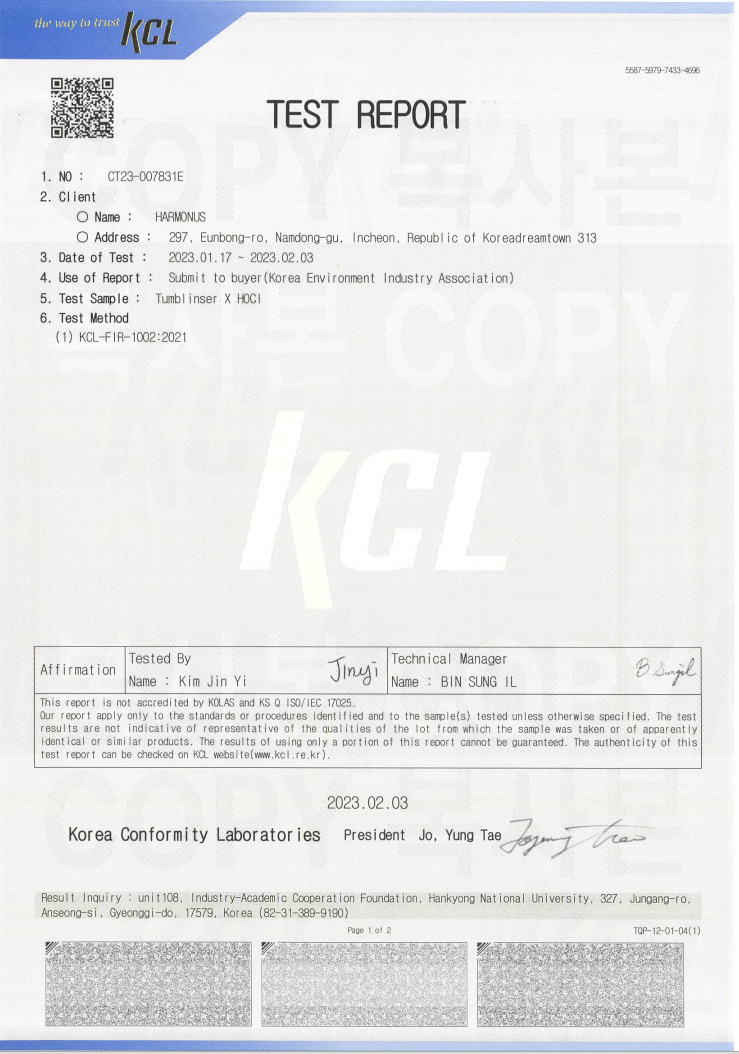 the way to trust KCL
5587-5979-7433-4696
TEST REPORT
COPY 복사본
1. NO : CT23-007831E
2. Client
○ Name : HARMONUS
○ Address : 297, Eunbong-ro, Namdong-gu, Incheon, Republic of Koreadreamtown 313
3. Date of Test : 2023.01.17 ~ 2023.02.03
4. Use of Report : Submit to buyer(Korea Environment Industry Association)
5. Test Sample : Tumblinser X HOCl
6. Test Method
(1) KCL-FIR-1002:2021
복사본 COPY
KCL
Affirmation
Tested By
Name : Kim Jin Yi
Jinyi
Technical Manager
Name : BIN SUNG IL
B Sungil
This report is not accredited by KOLAS and KS Q ISO/IEC 17025.
Our report apply only to the standards or procedures identified and to the sample(s) tested unless otherwise specified. The test
results are not indicative of representative of the qualities of the lot from which the sample was taken or of apparently
identical or similar products. The results of using only a portion of this report cannot be guaranteed. The authenticity of this
test report can be checked on KCL website(www.kcl.re.kr).
COPY 복사본
2023.02.03
Korea Conformity Laboratories President Jo, Yung Tae
Result Inquiry : unit108, Industry-Academic Cooperation Foundation, Hankyong National University, 327, Jungang-ro,
Anseong-si, Gyeonggi-do, 17579, Korea (82-31-389-9190)
Page 1 of 2
TQP-12-01-04(1)